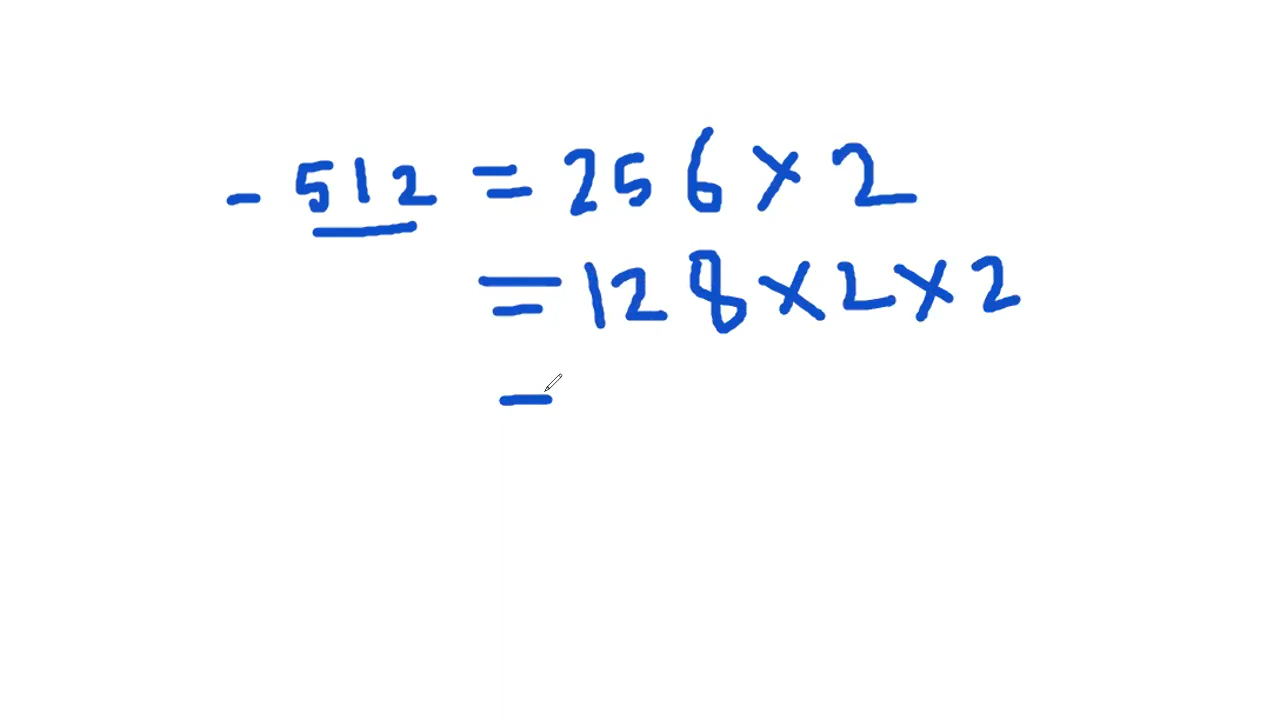 - 512 = 256 × 2
= 128 × 2 × 2
-